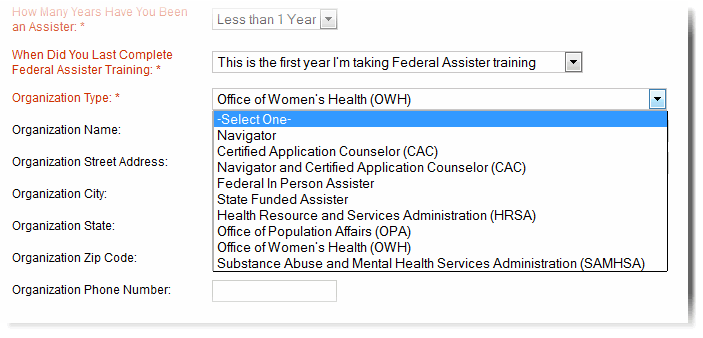 How Many Years Have You Been
an Assister: *
Less than 1 Year
When Did You Last Complete
Federal Assister Training: *
This is the first year I'm taking Federal Assister training
Organization Type: *
Office of Women's Health (OWH)
-Select One-
Navigator
Certified Application Counselor (CAC)
Navigator and Certified Application Counselor (CAC)
Federal In Person Assister
State Funded Assister
Health Resource and Services Administration (HRSA)
Office of Population Affairs (OPA)
Office of Women's Health (OWH)
Substance Abuse and Mental Health Services Administration (SAMHSA)
Organization Name:
Organization Street Address:
Organization City:
Organization State:
Organization Zip Code:
Organization Phone Number: